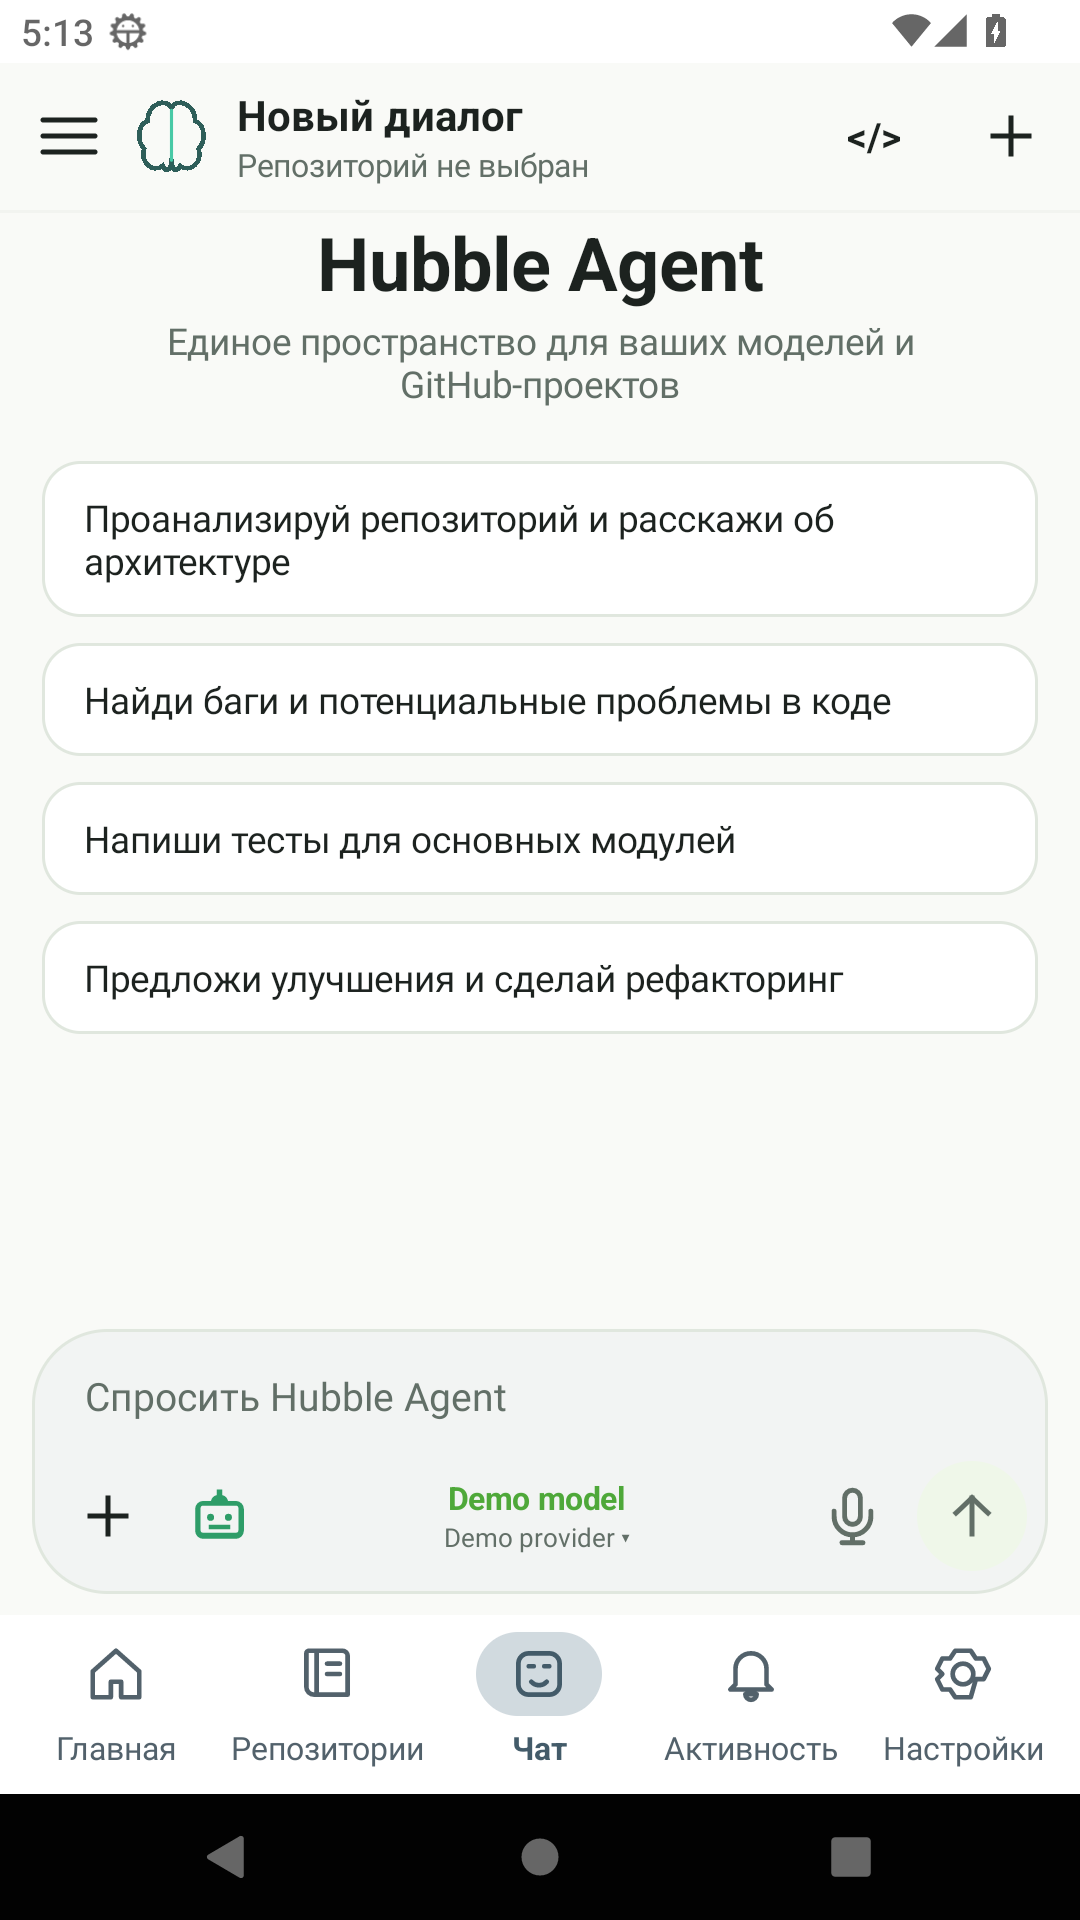 5:13
Новый диалог
Репозиторий не выбран
</>
Hubble Agent
Единое пространство для ваших моделей и
GitHub-проектов
Проанализируй репозиторий и расскажи об
архитектуре
Найди баги и потенциальные проблемы в коде
Напиши тесты для основных модулей
Предложи улучшения и сделай рефакторинг
Спросить Hubble Agent
Demo model
Demo provider ▾
Главная
Репозитории
Чат
Активность
Настройки